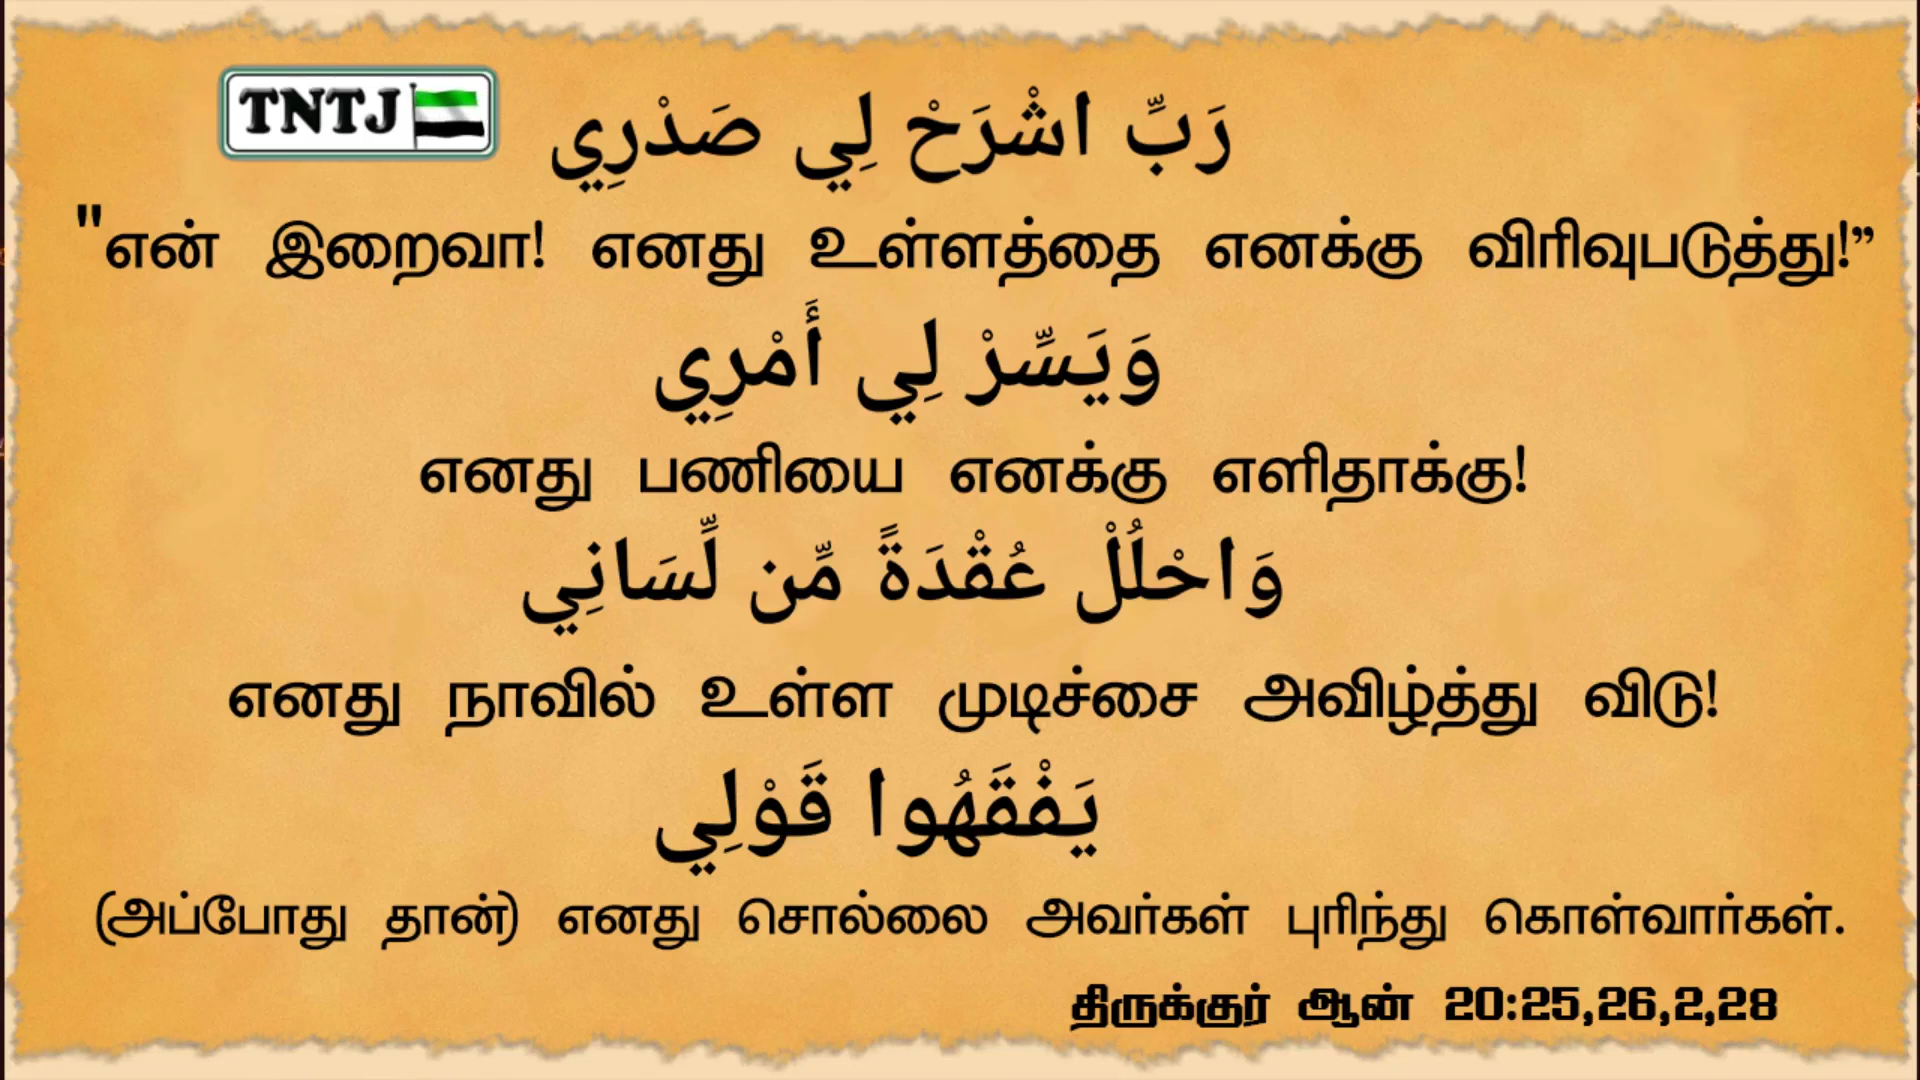 TNTJ
رَبِّ اشْرَحْ لِي صَدْرِي
"என் இறைவா! எனது உள்ளத்தை எனக்கு விரிவுபடுத்து!”
وَيَسِّرْ لِي أَمْرِي
எனது பணியை எனக்கு எளிதாக்கு!
وَاحْلُلْ عُقْدَةً مِّن لِّسَانِي
எனது நாவில் உள்ள முடிச்சை அவிழ்த்து விடு!
يَفْقَهُوا قَوْلِي
(அப்போது தான்) எனது சொல்லை அவர்கள் புரிந்து கொள்வார்கள்.
திருக்குர் ஆன் 20:25,26,2,28